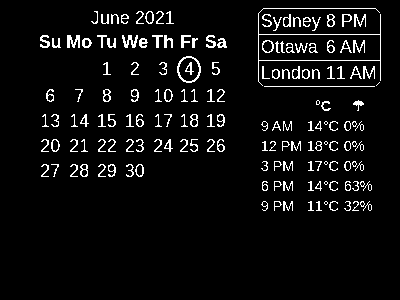 June 2021
Su Mo Tu We Th Fr Sa
1 2 3 4 5
6 7 8 9 10 11 12
13 14 15 16 17 18 19
20 21 22 23 24 25 26
27 28 29 30
Sydney 8 PM
Ottawa 6 AM
London 11 AM
°C ☂
9 AM 14°C 0%
12 PM 18°C 0%
3 PM 17°C 0%
6 PM 14°C 63%
9 PM 11°C 32%